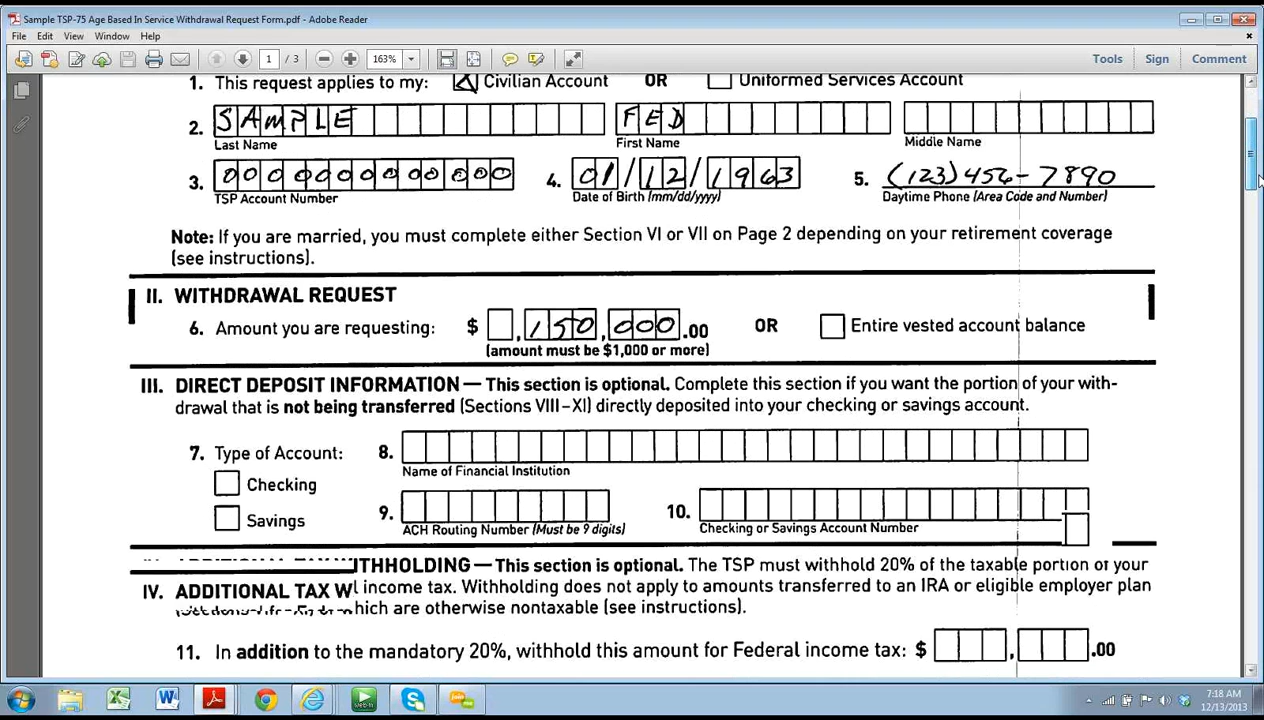 Sample TSP-75 Age Based In Service Withdrawal Request Form.pdf - Adobe Reader
File Edit View Window Help
1 / 3 163% Tools Sign Comment
1. This request applies to my: Civilian Account OR Uniformed Services Account
2. SAMPLE FED
Last Name First Name Middle Name
3. 0000000000000 4. 01/12/1963 5. (123)456-7890
TSP Account Number Date of Birth (mm/dd/yyyy) Daytime Phone (Area Code and Number)
Note: If you are married, you must complete either Section VI or VII on Page 2 depending on your retirement coverage
(see instructions).
II. WITHDRAWAL REQUEST
6. Amount you are requesting: $ ,150,000.00 OR Entire vested account balance
(amount must be $1,000 or more)
III. DIRECT DEPOSIT INFORMATION — This section is optional. Complete this section if you want the portion of your with-
drawal that is not being transferred (Sections VIII–XI) directly deposited into your checking or savings account.
7. Type of Account: 8.
Name of Financial Institution
Checking
9. 10.
Savings
ACH Routing Number (Must be 9 digits) Checking or Savings Account Number
THHOLDING — This section is optional. The TSP must withhold 20% of the taxable portion of your
IV. ADDITIONAL TAX W income tax. Withholding does not apply to amounts transferred to an IRA or eligible employer plan
hich are otherwise nontaxable (see instructions).
11. In addition to the mandatory 20%, withhold this amount for Federal income tax: $ , .00
7:18 AM
12/13/2013